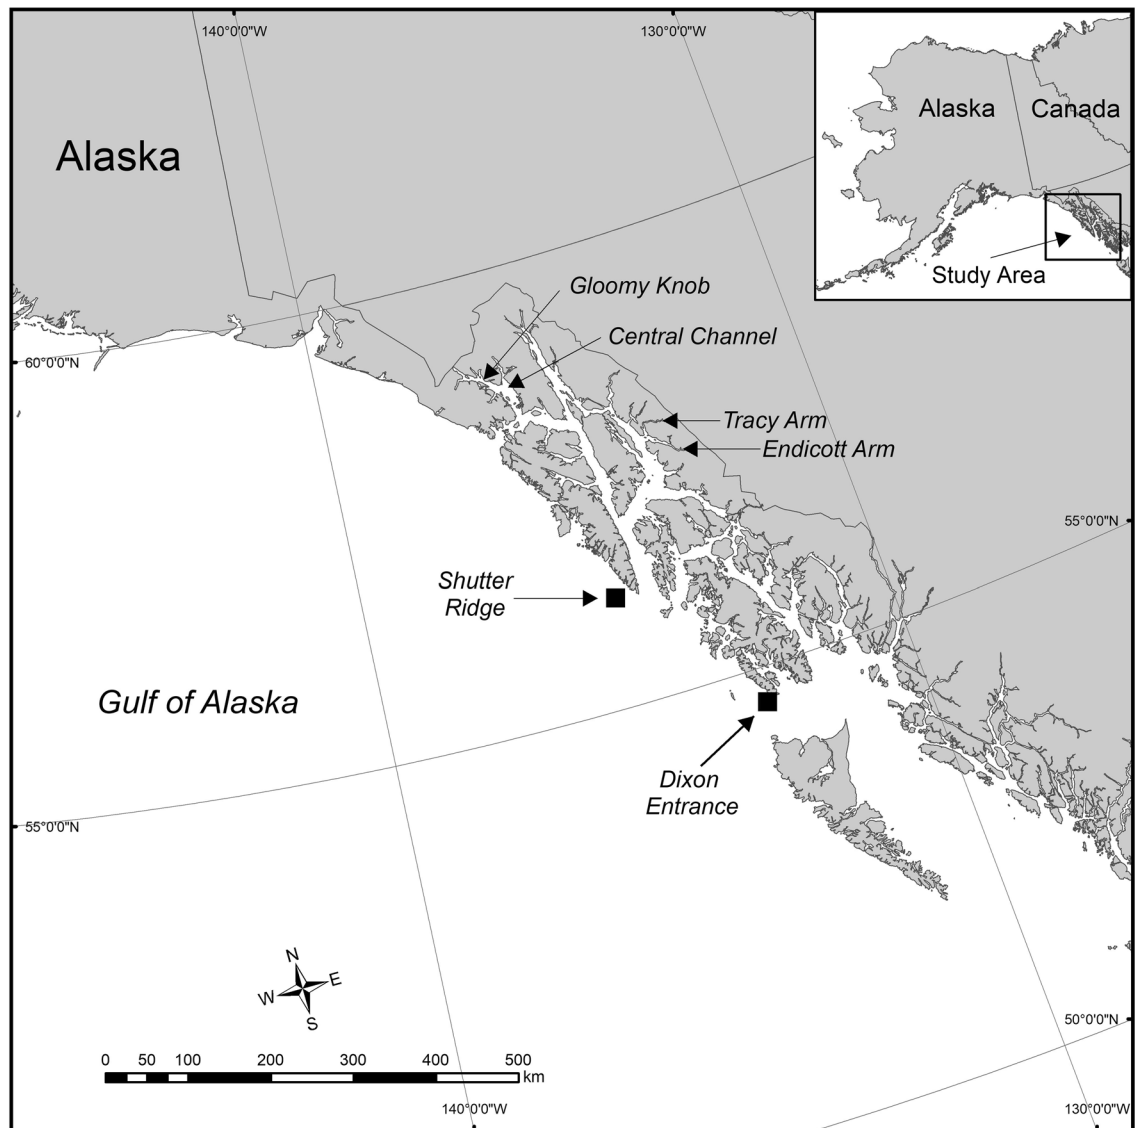 140°0'0"W
130°0'0"W
Alaska
Alaska
Canada
Study Area
Gloomy Knob
Central Channel
60°0'0"N
Tracy Arm
Endicott Arm
55°0'0"N
Shutter
Ridge
Gulf of Alaska
Dixon
Entrance
55°0'0"N
N
E
W
S
50°0'0"N
0 50 100 200 300 400 500
km
140°0'0"W
130°0'0"W